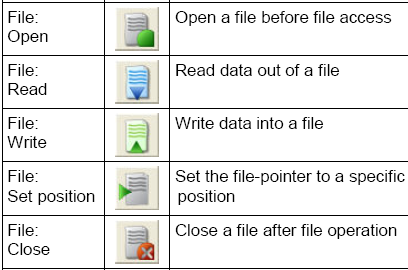 File:
Open
Open a file before file access
File:
Read
Read data out of a file
File:
Write
Write data into a file
File:
Set position
Set the file-pointer to a specific
position
File:
Close
Close a file after file operation